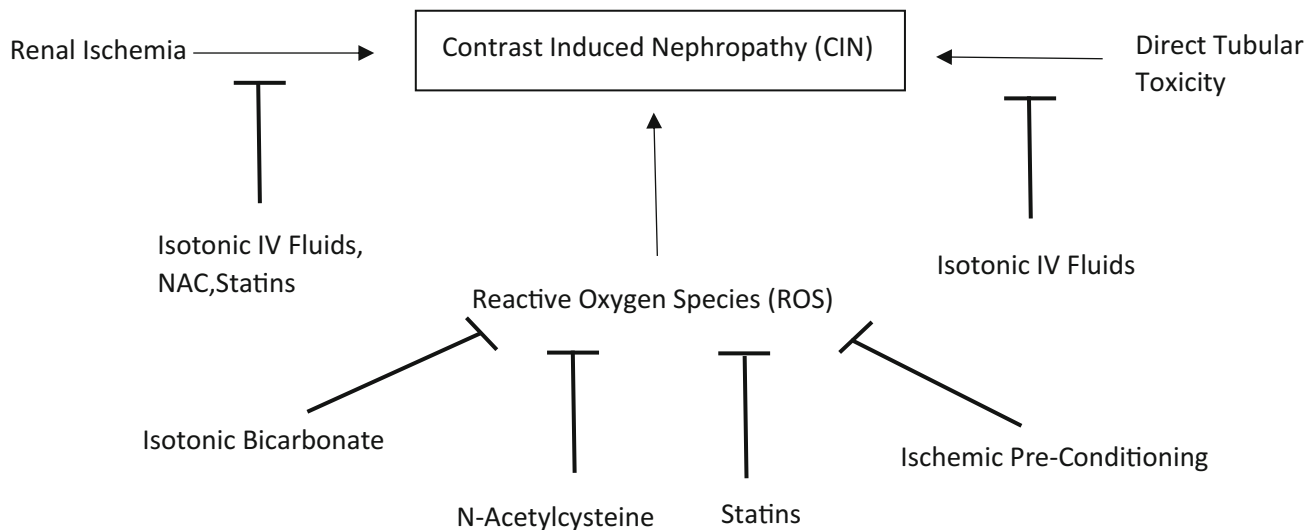 Renal Ischemia
Contrast Induced Nephropathy (CIN)
Direct Tubular
Toxicity
Isotonic IV Fluids,
NAC,Statins
Isotonic IV Fluids
Reactive Oxygen Species (ROS)
Isotonic Bicarbonate
Ischemic Pre-Conditioning
N-Acetylcysteine
Statins